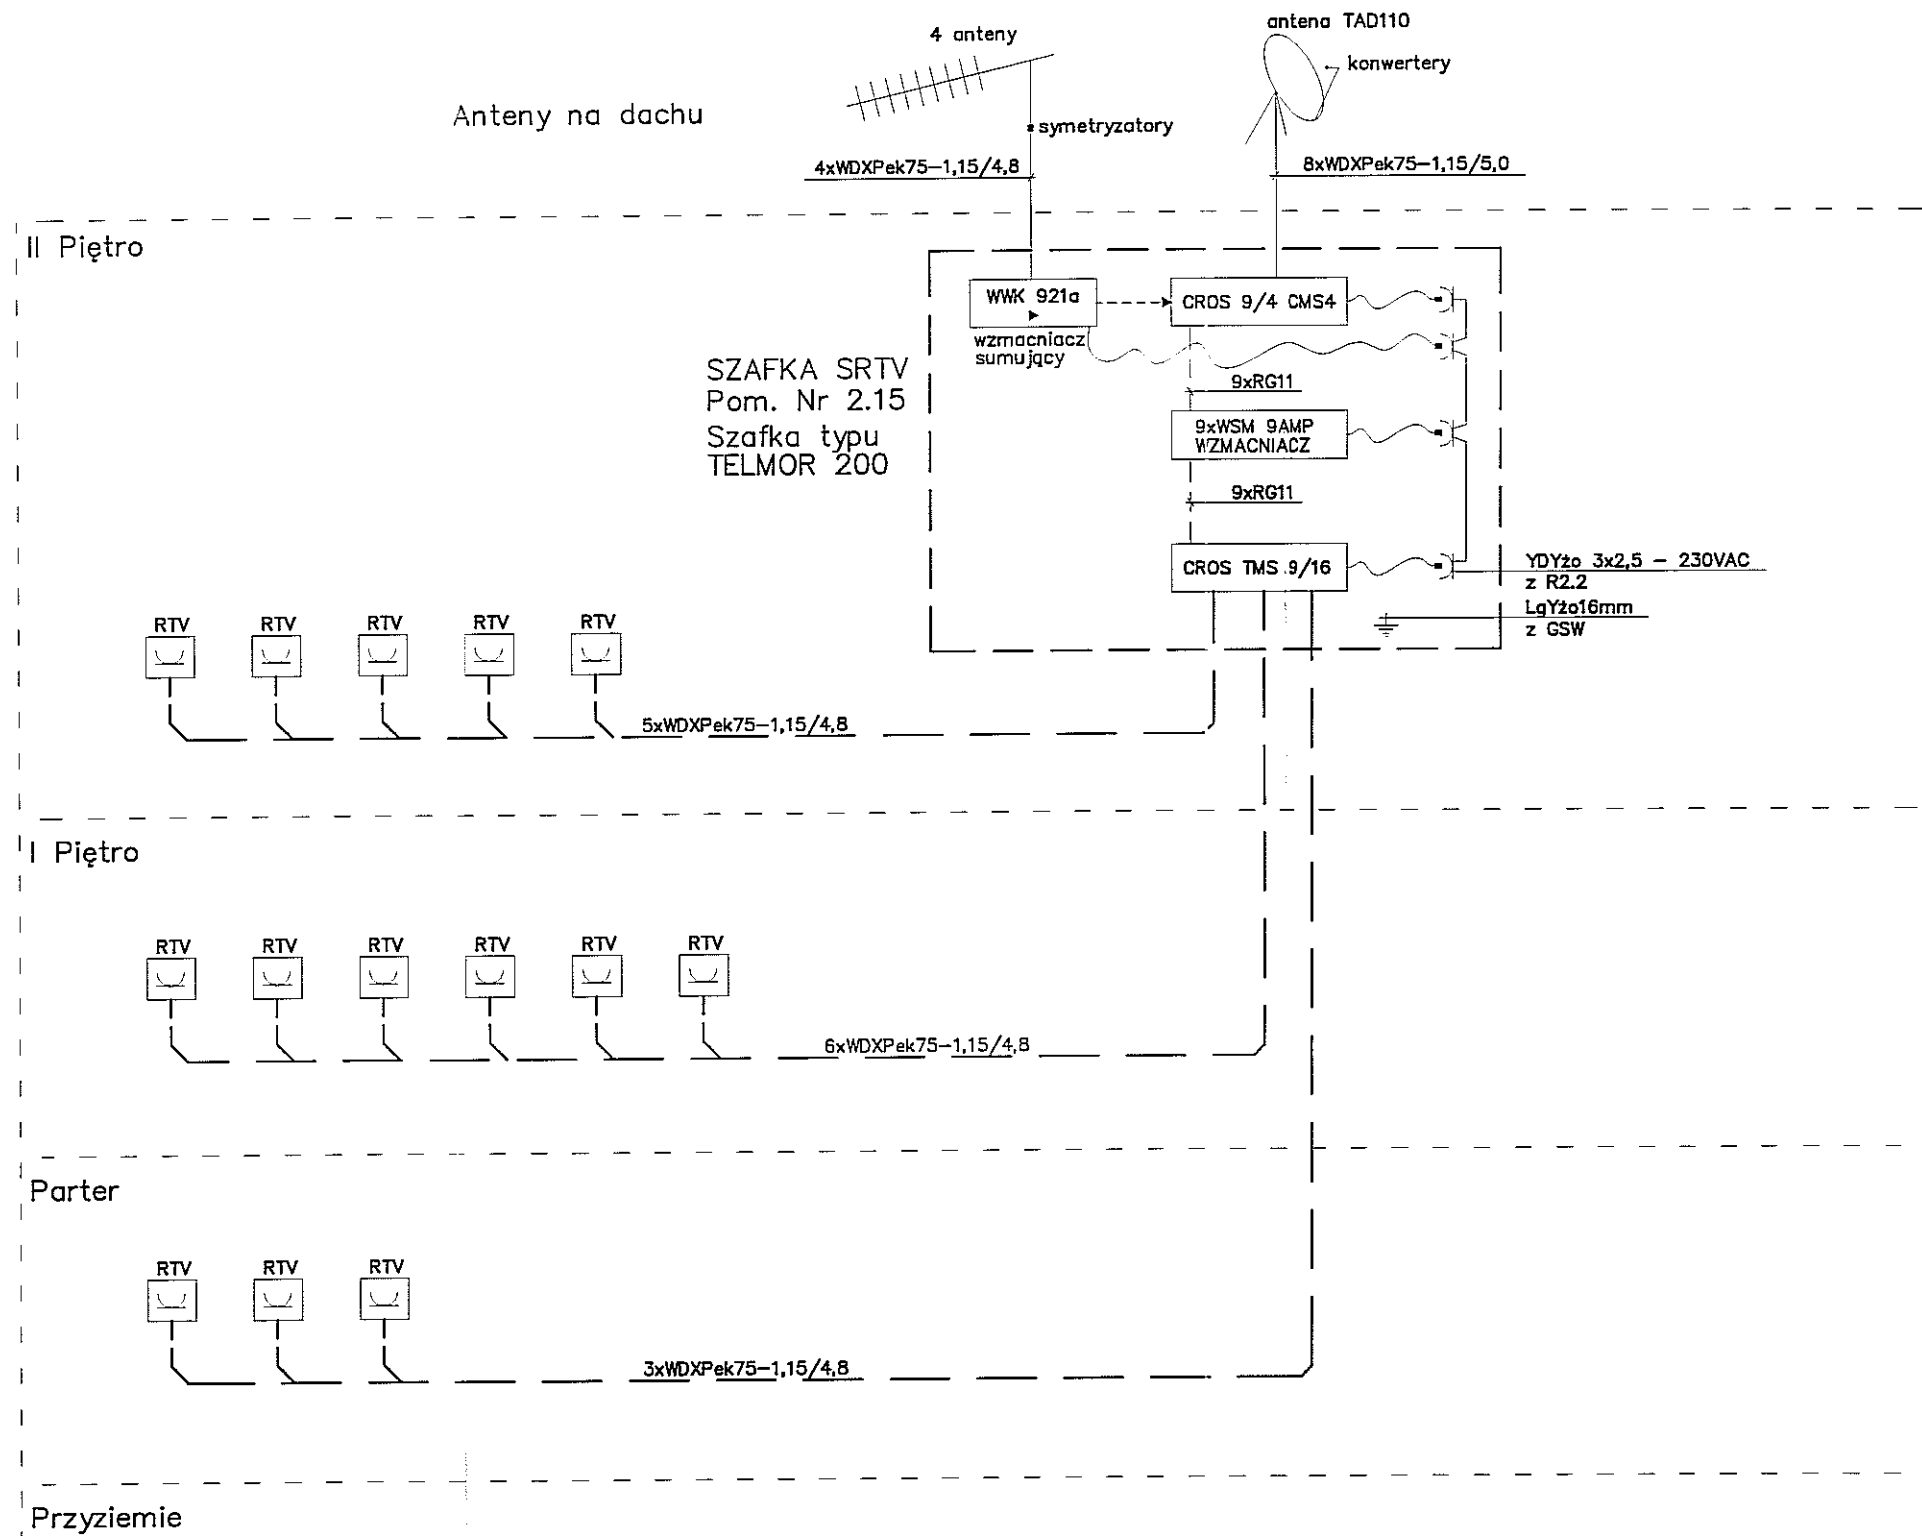 4 anteny
antena TAD110
konwertery
Anteny na dachu
symetryzatory
4xWDXPek75-1,15/4,8
8xWDXPek75-1,15/5,0
II Piętro
WWK 921a
CROS 9/4 CMS4
wzmacniacz
sumujący
SZAFKA SRTV
Pom. Nr 2.15
Szafka typu
TELMOR 200
9xRG11
9xWSM 9AMP
WZMACNIACZ
9xRG11
CROS TMS 9/16
YDYżo 3x2,5 - 230VAC
z R2.2
LgYżo16mm
z GSW
RTV RTV RTV RTV RTV
5xWDXPek75-1,15/4,8
I Piętro
RTV RTV RTV RTV RTV RTV
6xWDXPek75-1,15/4,8
Parter
RTV RTV RTV
3xWDXPek75-1,15/4,8
Przyziemie